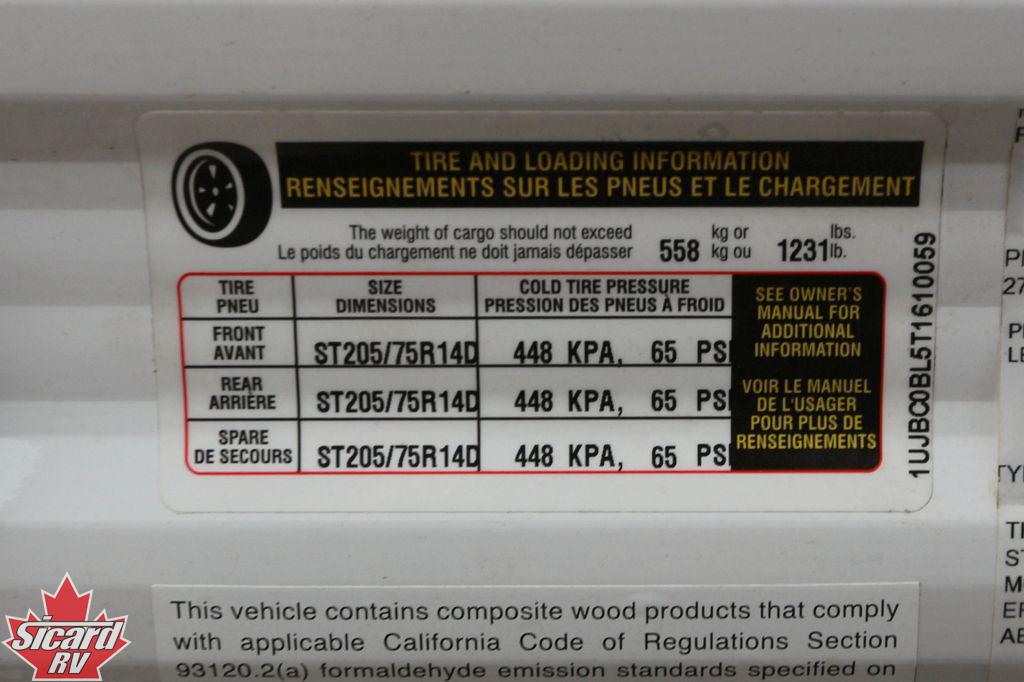 TIRE AND LOADING INFORMATION
RENSEIGNEMENTS SUR LES PNEUS ET LE CHARGEMENT
The weight of cargo should not exceed 558 kg or 1231 lbs.
Le poids du chargement ne doit jamais dépasser kg ou lb.
TIRE SIZE COLD TIRE PRESSURE
PNEU DIMENSIONS PRESSION DES PNEUS À FROID
FRONT
AVANT ST205/75R14D 448 KPA, 65 PSI
REAR
ARRIÈRE ST205/75R14D 448 KPA, 65 PSI
SPARE
DE SECOURS ST205/75R14D 448 KPA, 65 PSI
SEE OWNER'S
MANUAL FOR
ADDITIONAL
INFORMATION
VOIR LE MANUEL
DE L'USAGER
POUR PLUS DE
RENSEIGNEMENTS
1UJBC0BL5T1610059
This vehicle contains composite wood products that comply
with applicable California Code of Regulations Section
93120.2(a) formaldehyde emission standards specified on
Sicard
RV